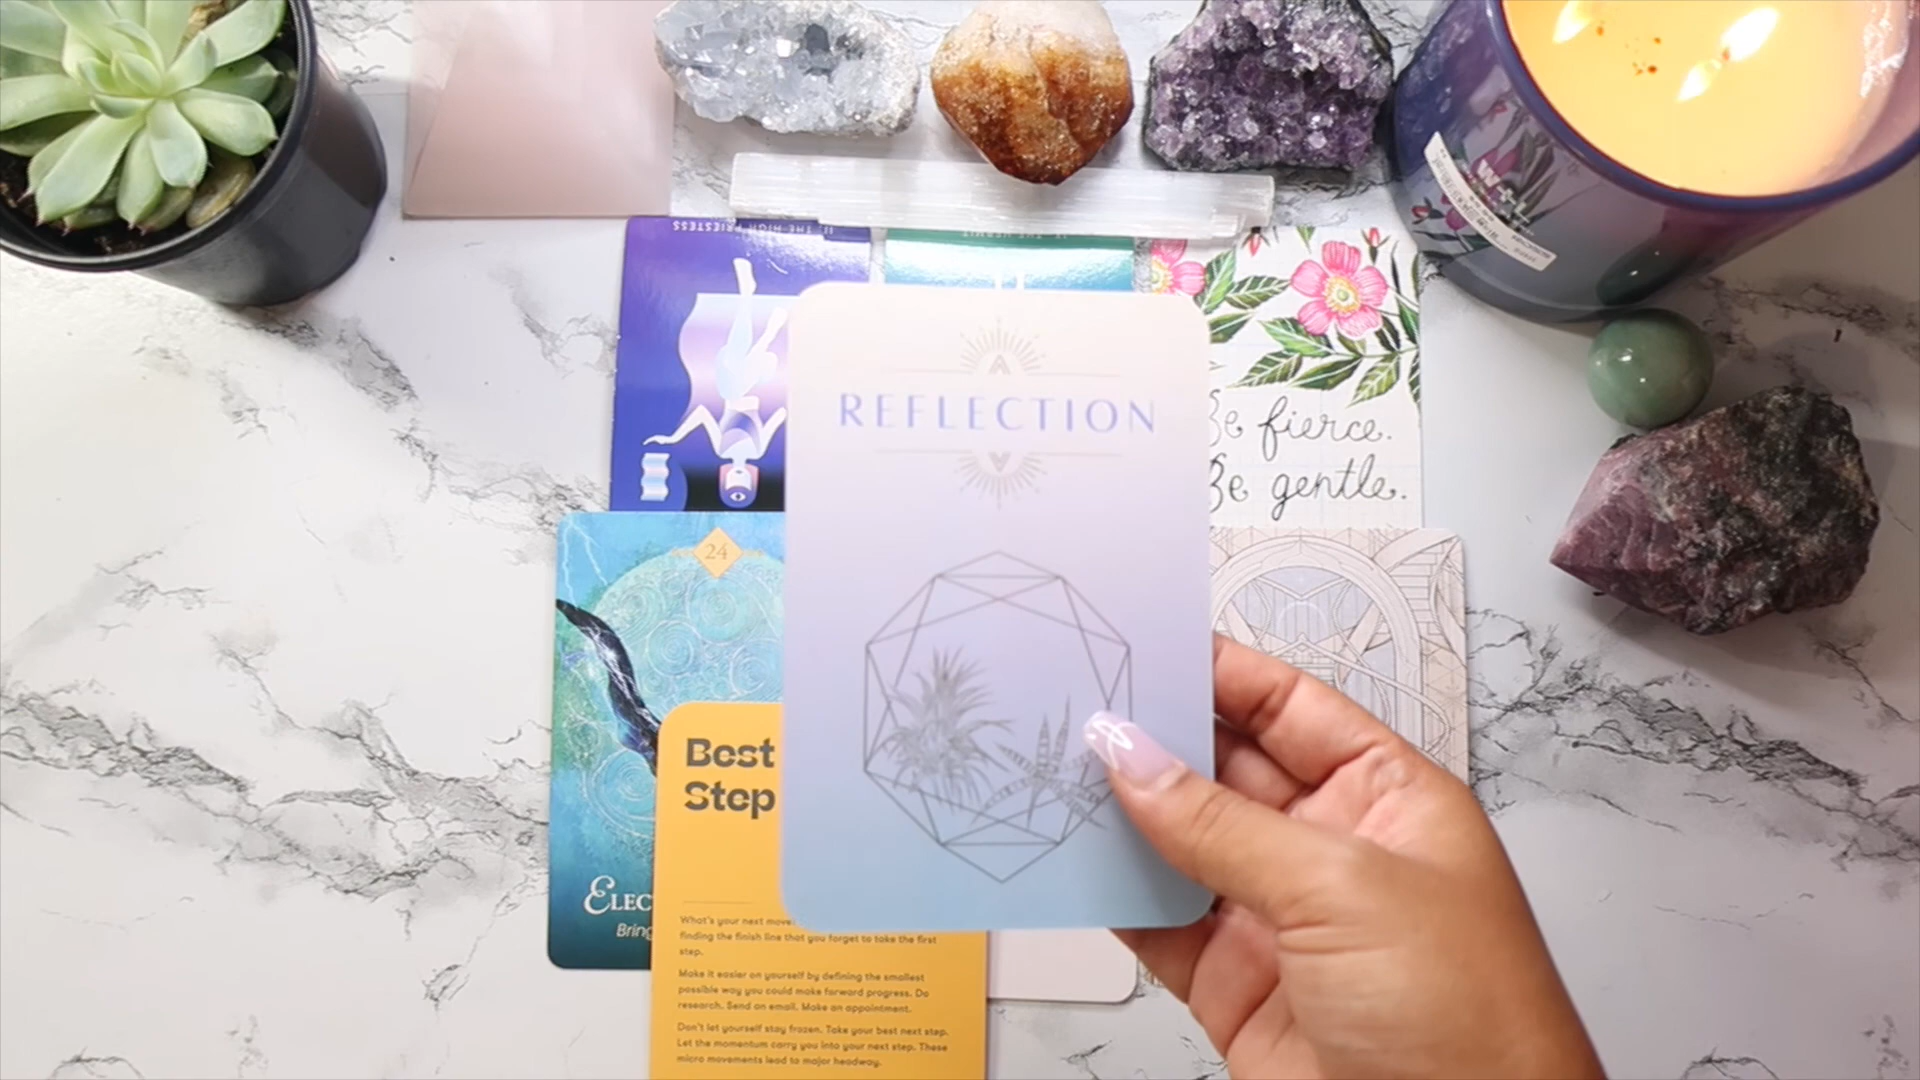 II. THE HIGH PRIESTESS
REFLECTION
Be fierce.
Be gentle.
24
Best
Step
ELEC
Bring
What's your next move
finding the finish line that you forget to take the first
step.
Make it easier on yourself by defining the smallest
possible way you could make forward progress. Do
research. Send an email. Make an appointment.
Don't let yourself stay frozen. Take your best next step.
Let the momentum carry you into your next step. These
micro movements lead to major headway.